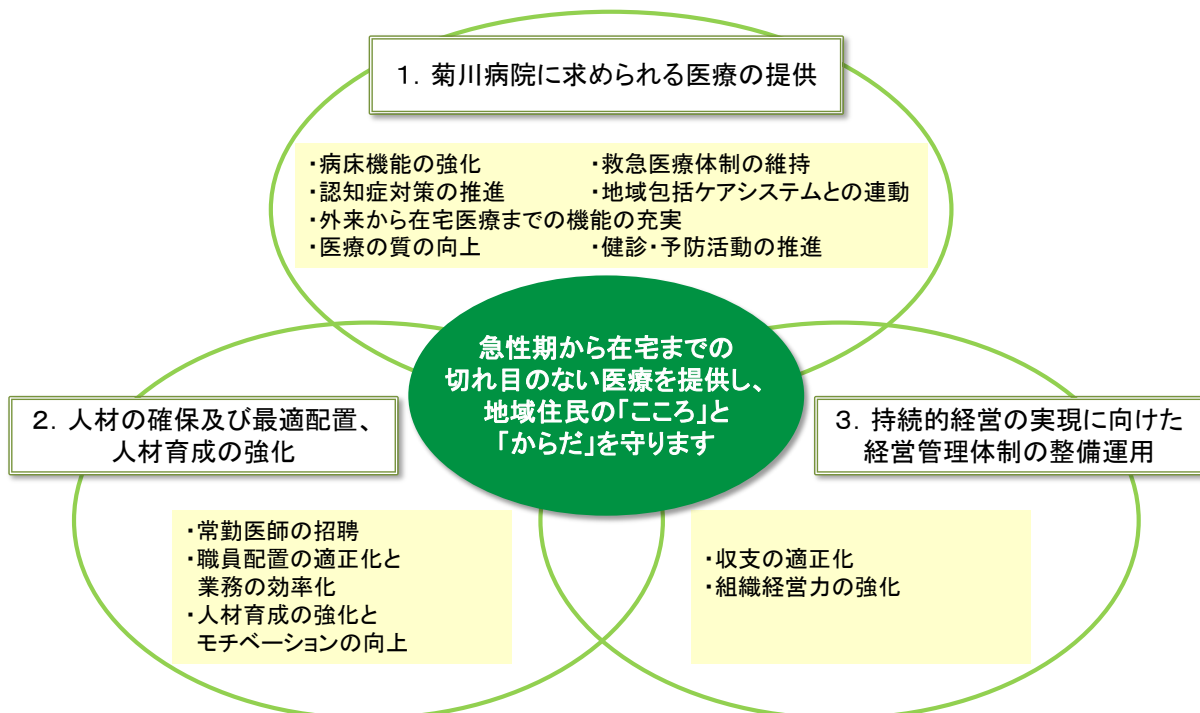 1．菊川病院に求められる医療の提供
・病床機能の強化 ・救急医療体制の維持
・認知症対策の推進 ・地域包括ケアシステムとの連動
・外来から在宅医療までの機能の充実
・医療の質の向上 ・健診・予防活動の推進
急性期から在宅までの
切れ目のない医療を提供し、
地域住民の「こころ」と
「からだ」を守ります
2．人材の確保及び最適配置、
人材育成の強化
・常勤医師の招聘
・職員配置の適正化と
業務の効率化
・人材育成の強化と
モチベーションの向上
3．持続的経営の実現に向けた
経営管理体制の整備運用
・収支の適正化
・組織経営力の強化